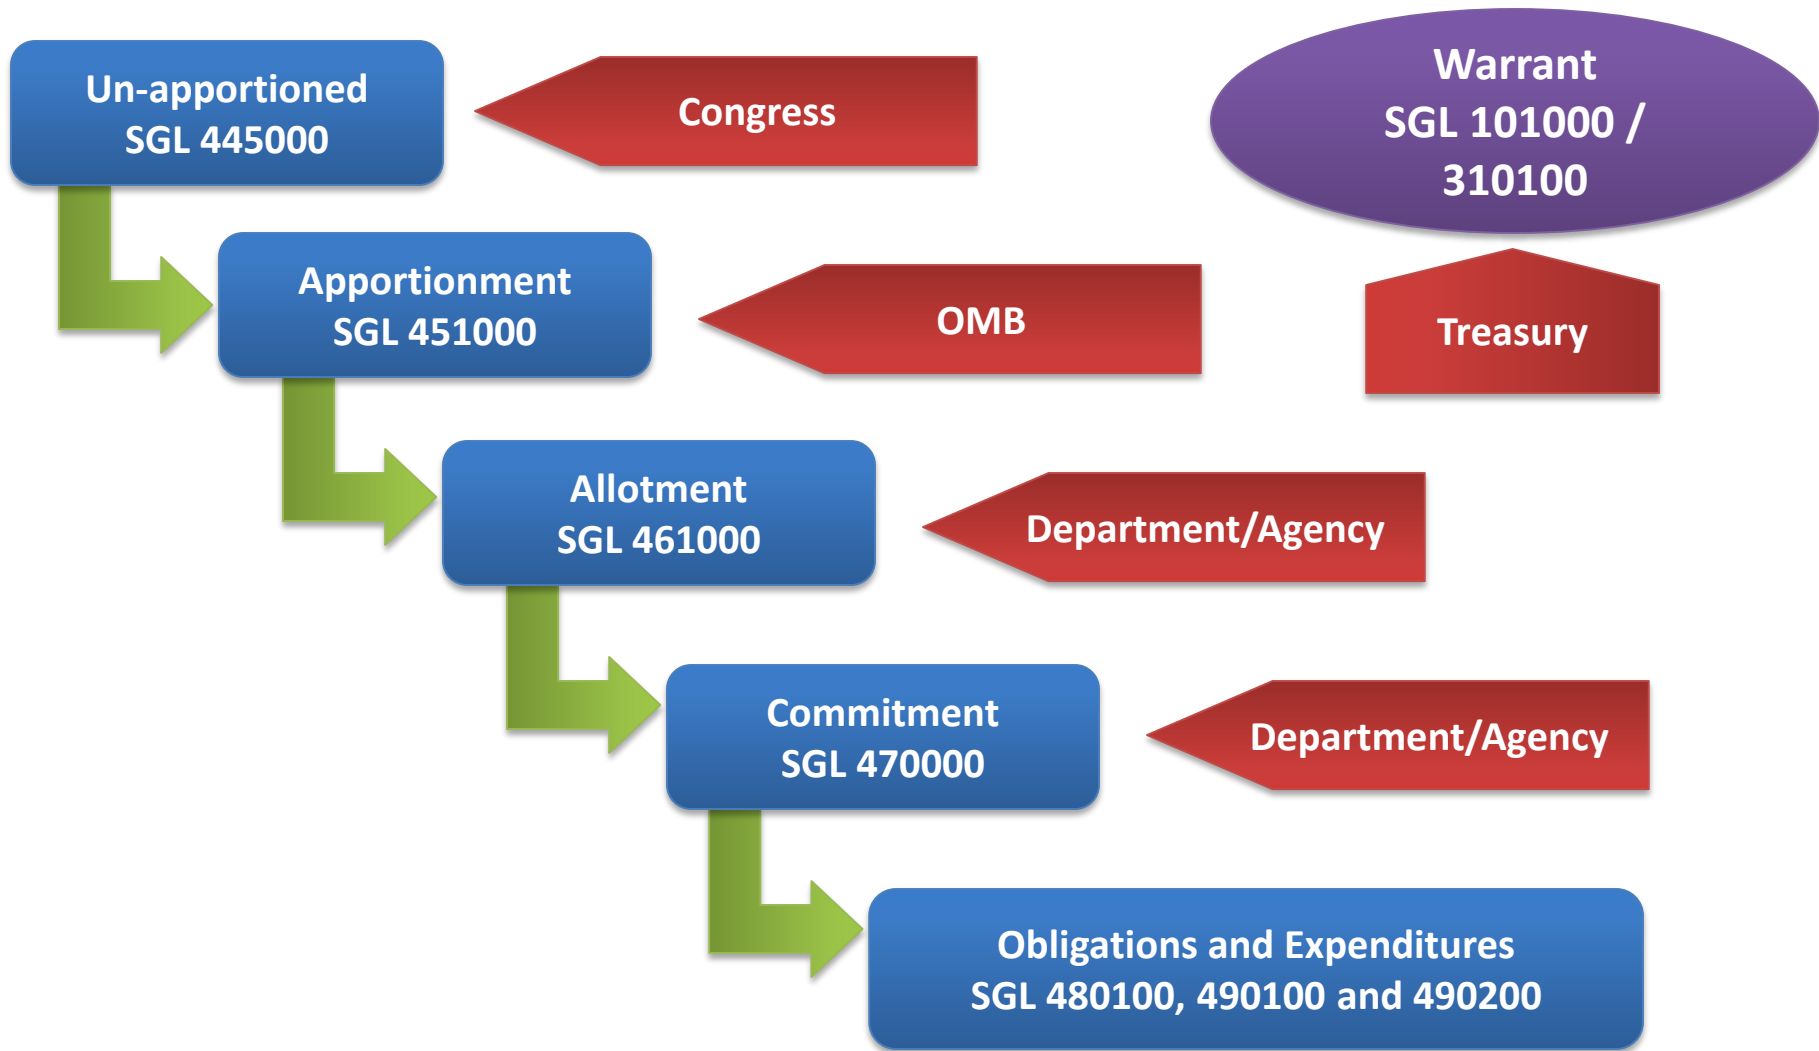 Un-apportioned
SGL 445000
Congress
Warrant
SGL 101000 /
310100
Apportionment
SGL 451000
OMB
Treasury
Allotment
SGL 461000
Department/Agency
Commitment
SGL 470000
Department/Agency
Obligations and Expenditures
SGL 480100, 490100 and 490200